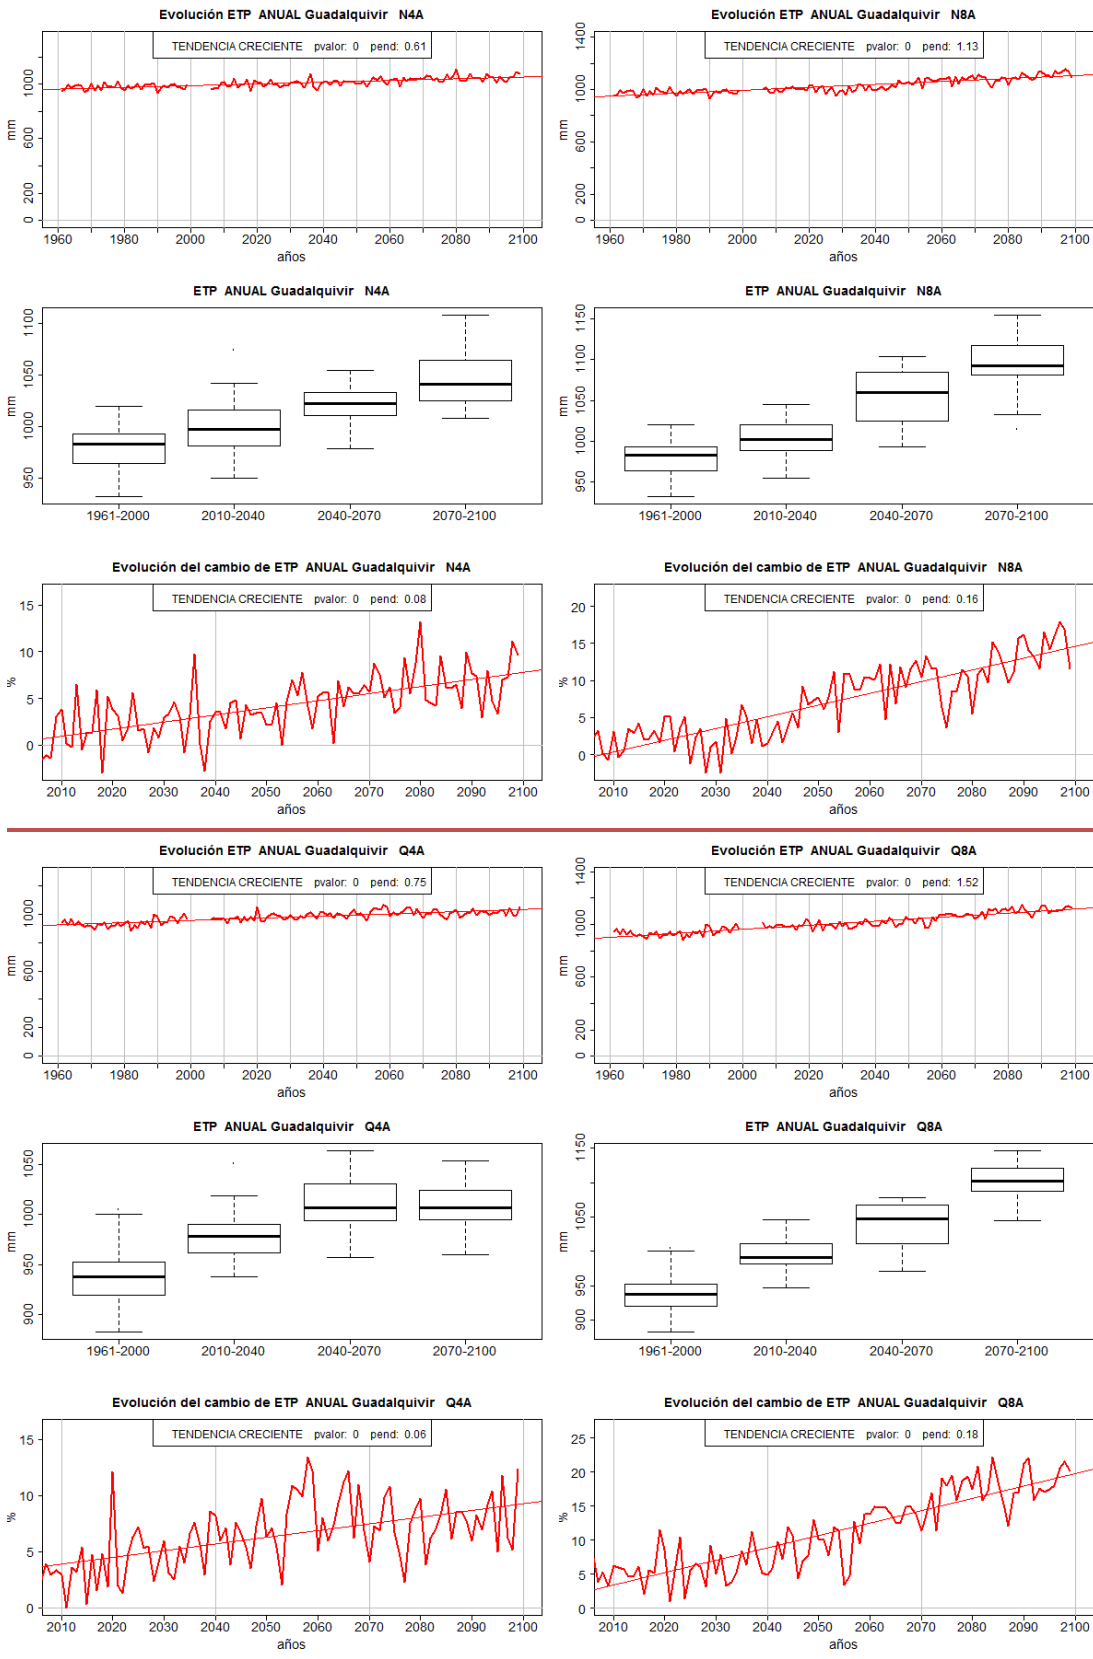 Evolución ETP ANUAL Guadalquivir N4A
TENDENCIA CRECIENTE pvalor: 0 pend: 0.61
mm
0 200 600 1000
1960 1980 2000 2020 2040 2060 2080 2100
años
Evolución ETP ANUAL Guadalquivir N8A
TENDENCIA CRECIENTE pvalor: 0 pend: 1.13
mm
0 200 600 1000 1400
1960 1980 2000 2020 2040 2060 2080 2100
años
ETP ANUAL Guadalquivir N4A
mm
950 1000 1050 1100
1961-2000 2010-2040 2040-2070 2070-2100
ETP ANUAL Guadalquivir N8A
mm
950 1000 1050 1100 1150
1961-2000 2010-2040 2040-2070 2070-2100
Evolución del cambio de ETP ANUAL Guadalquivir N4A
TENDENCIA CRECIENTE pvalor: 0 pend: 0.08
%
0 5 10 15
2010 2020 2030 2040 2050 2060 2070 2080 2090 2100
años
Evolución del cambio de ETP ANUAL Guadalquivir N8A
TENDENCIA CRECIENTE pvalor: 0 pend: 0.16
%
0 5 10 15 20
2010 2020 2030 2040 2050 2060 2070 2080 2090 2100
años
Evolución ETP ANUAL Guadalquivir Q4A
TENDENCIA CRECIENTE pvalor: 0 pend: 0.75
mm
0 200 600 1000
1960 1980 2000 2020 2040 2060 2080 2100
años
Evolución ETP ANUAL Guadalquivir Q8A
TENDENCIA CRECIENTE pvalor: 0 pend: 1.52
mm
0 200 600 1000 1400
1960 1980 2000 2020 2040 2060 2080 2100
años
ETP ANUAL Guadalquivir Q4A
mm
900 950 1000 1050
1961-2000 2010-2040 2040-2070 2070-2100
ETP ANUAL Guadalquivir Q8A
mm
900 950 1050 1150
1961-2000 2010-2040 2040-2070 2070-2100
Evolución del cambio de ETP ANUAL Guadalquivir Q4A
TENDENCIA CRECIENTE pvalor: 0 pend: 0.06
%
0 5 10 15
2010 2020 2030 2040 2050 2060 2070 2080 2090 2100
años
Evolución del cambio de ETP ANUAL Guadalquivir Q8A
TENDENCIA CRECIENTE pvalor: 0 pend: 0.18
%
0 5 10 15 20 25
2010 2020 2030 2040 2050 2060 2070 2080 2090 2100
años